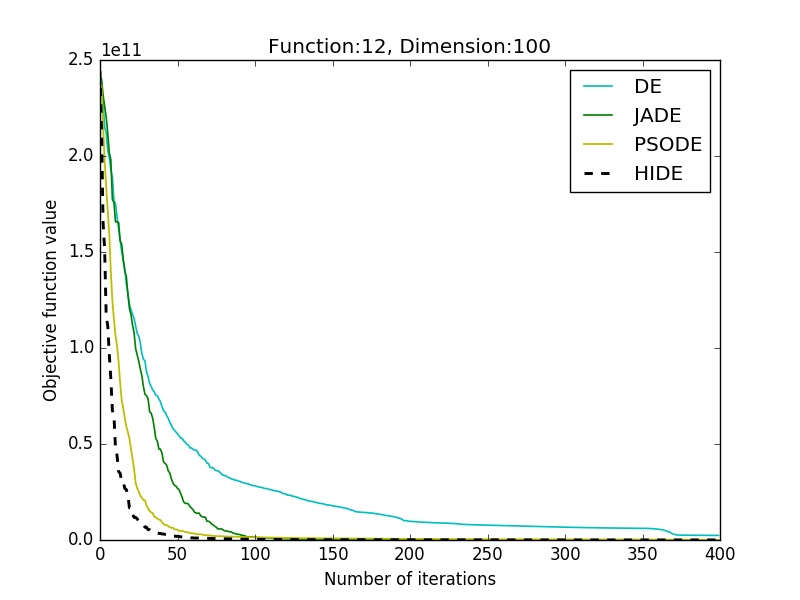 Function:12, Dimension:100
1e11
2.5
2.0
1.5
1.0
0.5
0.0
Objective function value
DE
JADE
PSODE
HIDE
0 50 100 150 200 250 300 350 400
Number of iterations